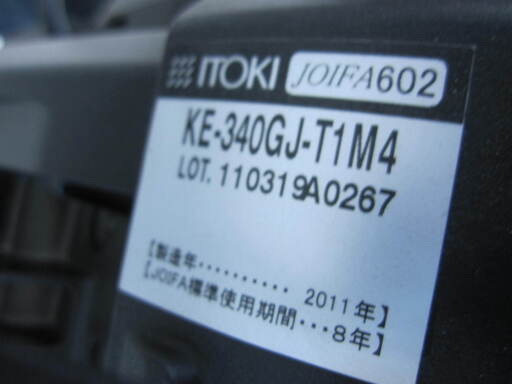 ITOKI JOIFA602
KE-340GJ-T1M4
LOT. 110319A0267
【製造年‥‥‥‥‥ 2011年】
【JOIFA標準使用期間‥･8年】